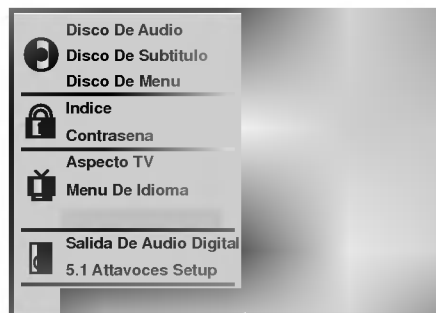 Disco De Audio
Disco De Subtitulo
Disco De Menu
Indice
Contrasena
Aspecto TV
Menu De Idioma
Salida De Audio Digital
5.1 Attavoces Setup